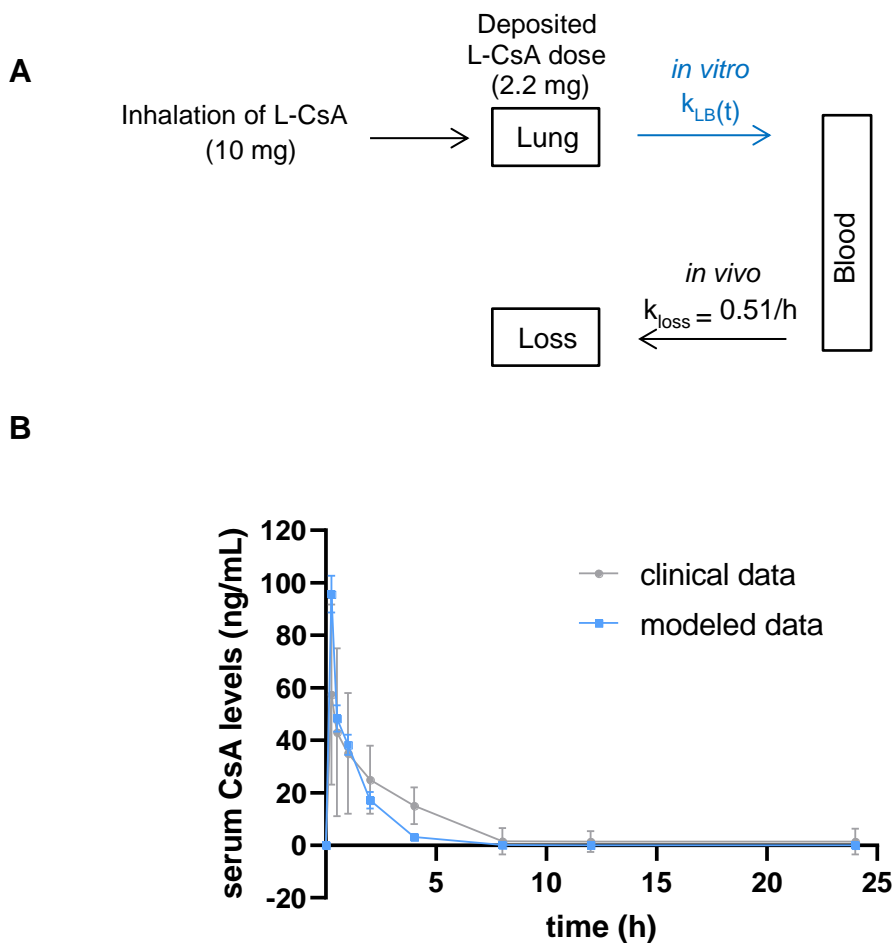 A
Deposited
L-CsA dose
(2.2 mg)
in vitro
k_LB(t)
Inhalation of L-CsA
(10 mg)
Lung
Blood
in vivo
k_loss = 0.51/h
Loss
B
120
100
80
60
40
20
0
-20
serum CsA levels (ng/mL)
clinical data
modeled data
5
10
15
20
25
time (h)